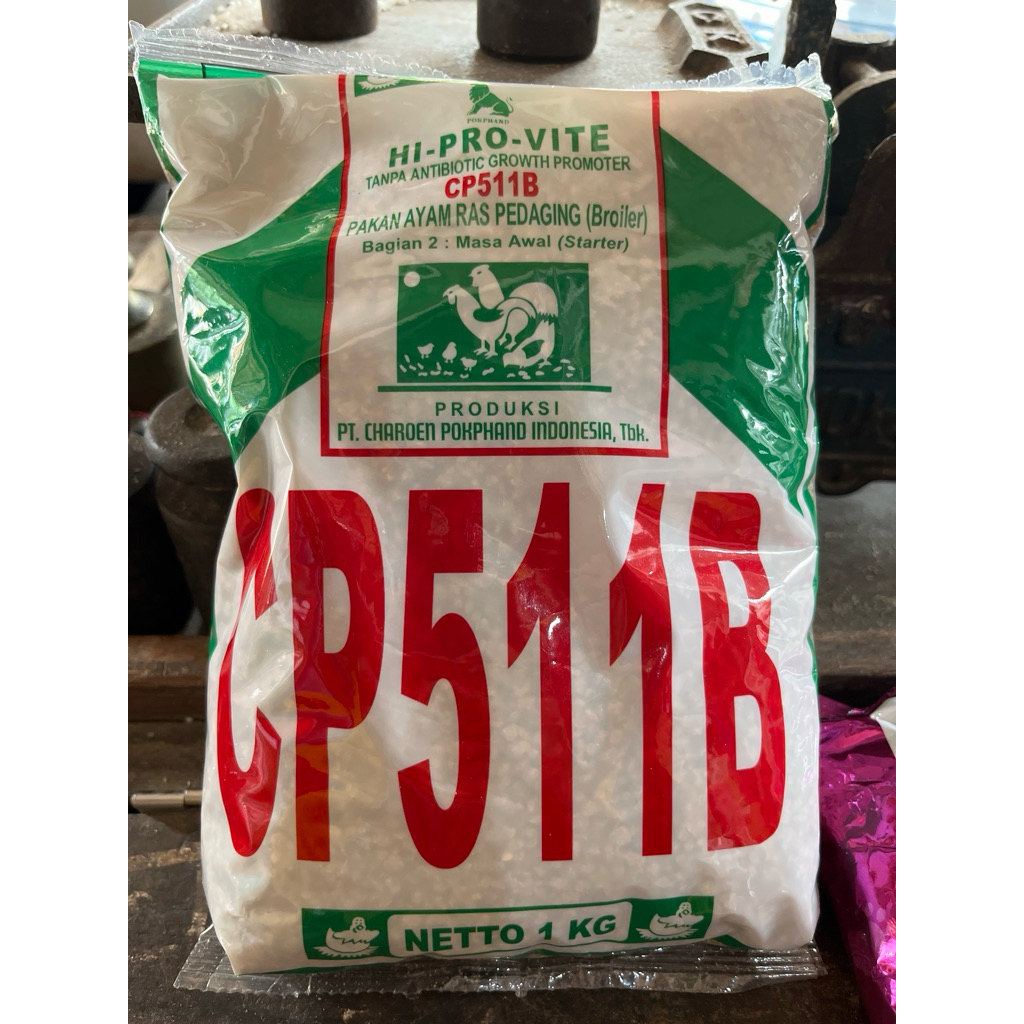 POKPHAND
HI-PRO-VITE
TANPA ANTIBIOTIC GROWTH PROMOTER
CP511B
PAKAN AYAM RAS PEDAGING (Broiler)
Bagian 2 : Masa Awal (Starter)
PRODUKSI
PT. CHAROEN POKPHAND INDONESIA, Tbk.
CP511B
NETTO 1 KG